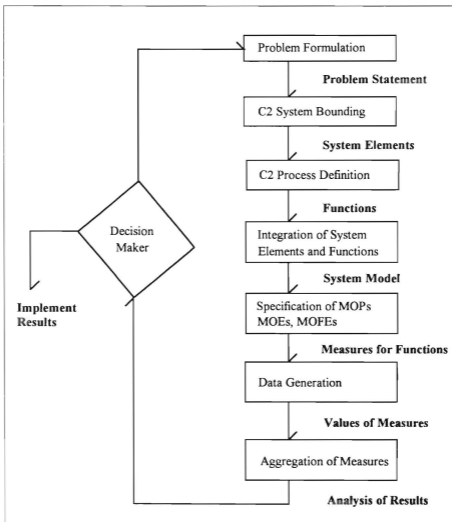 Problem Formulation
Problem Statement
C2 System Bounding
System Elements
C2 Process Definition
Functions
Decision
Maker
Integration of System
Elements and Functions
System Model
Implement
Results
Specification of MOPs
MOEs, MOFEs
Measures for Functions
Data Generation
Values of Measures
Aggregation of Measures
Analysis of Results